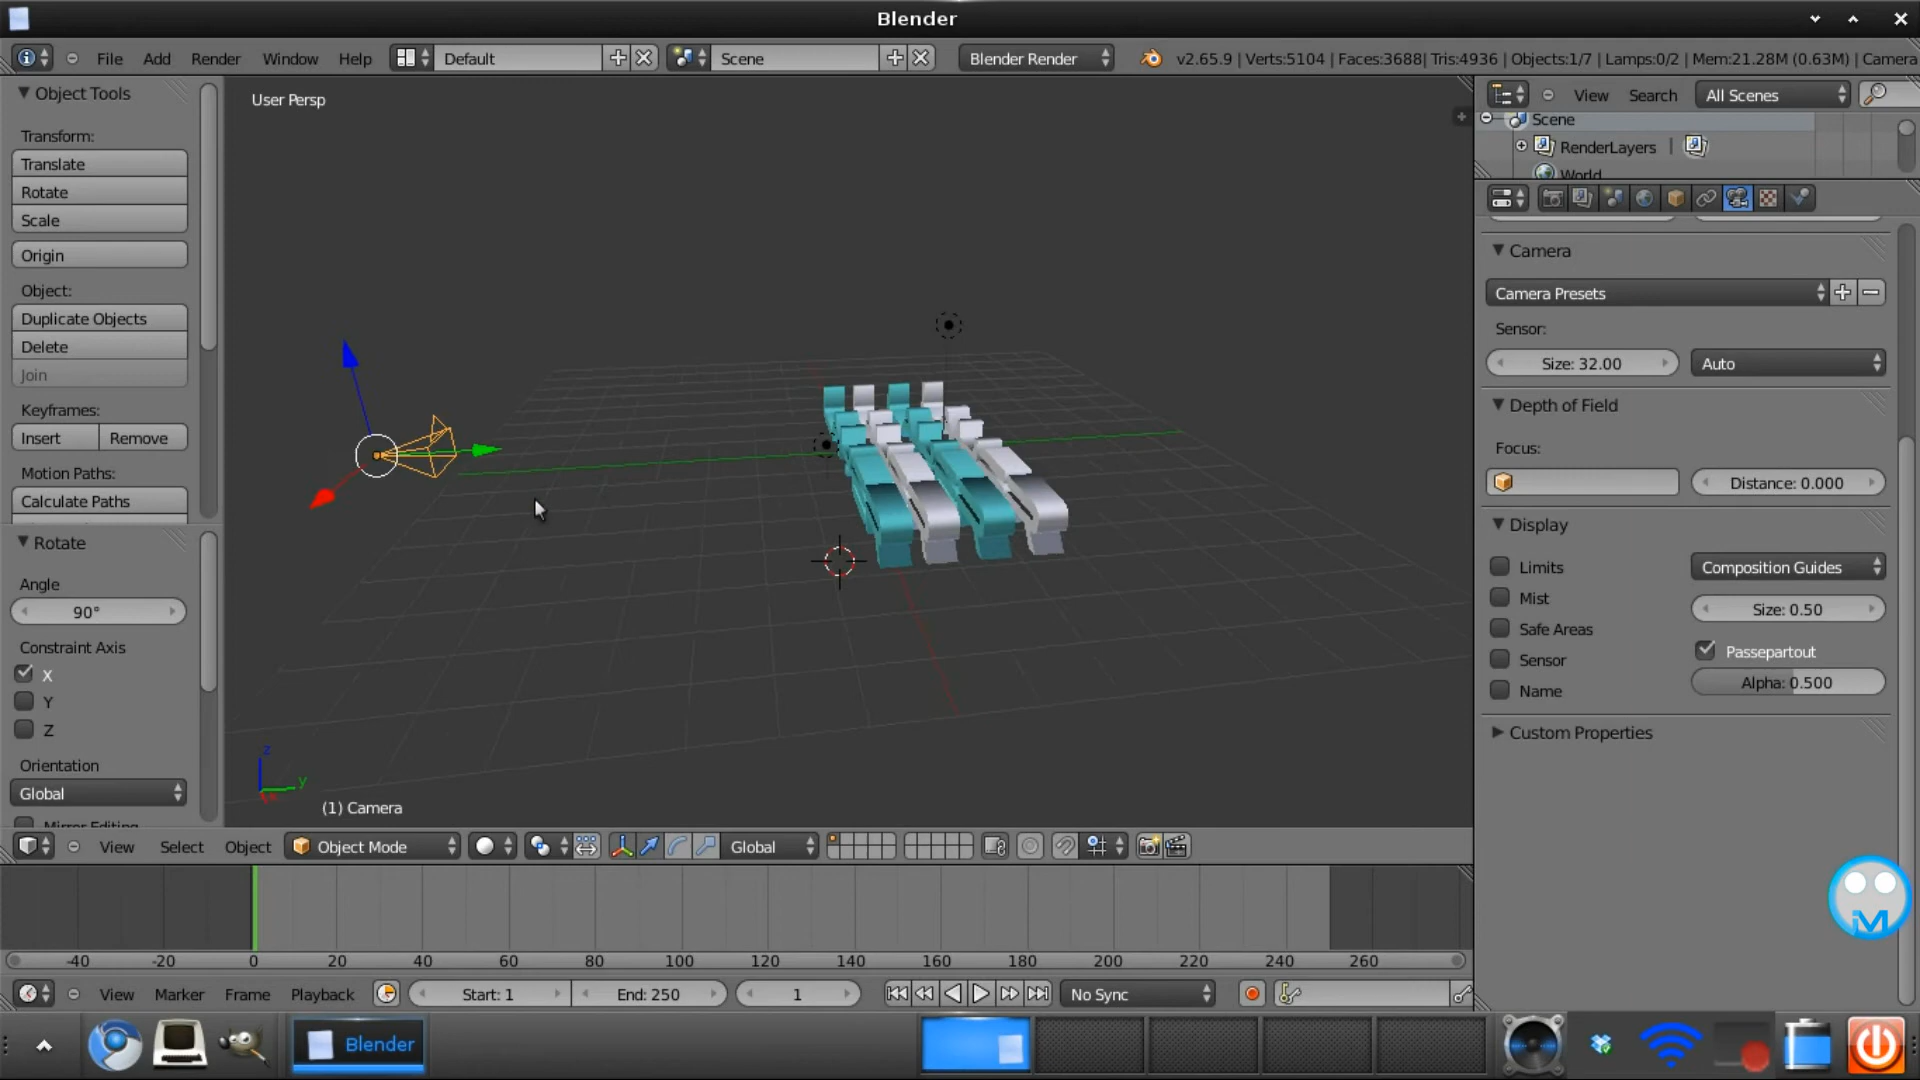 Blender
File Add Render Window Help Default Scene Blender Render v2.65.9 | Verts:5104 | Faces:3688| Tris:4936 | Objects:1/7 | Lamps:0/2 | Mem:21.28M (0.63M) | Camera
Object Tools
Transform:
Translate
Rotate
Scale
Origin
Object:
Duplicate Objects
Delete
Join
Keyframes:
Insert Remove
Motion Paths:
Calculate Paths
Rotate
Angle
90°
Constraint Axis
X
Y
Z
Orientation
Global
Mirror Editing
User Persp
z
y
(1) Camera
View Select Object Object Mode Global
-40 -20 0 20 40 60 80 100 120 140 160 180 200 220 240 260
View Marker Frame Playback Start: 1 End: 250 1 No Sync
View Search All Scenes
Scene
RenderLayers |
World
Camera
Camera Presets
Sensor:
Size: 32.00 Auto
Depth of Field
Focus:
Distance: 0.000
Display
Limits Composition Guides
Mist Size: 0.50
Safe Areas
Passepartout
Sensor
Alpha: 0.500
Name
Custom Properties
iM
Blender